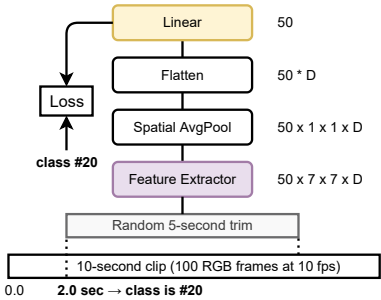 Linear
50
Flatten
50 * D
Loss
Spatial AvgPool
50 x 1 x 1 x D
class #20
Feature Extractor
50 x 7 x 7 x D
Random 5-second trim
10-second clip (100 RGB frames at 10 fps)
0.0
2.0 sec → class is #20